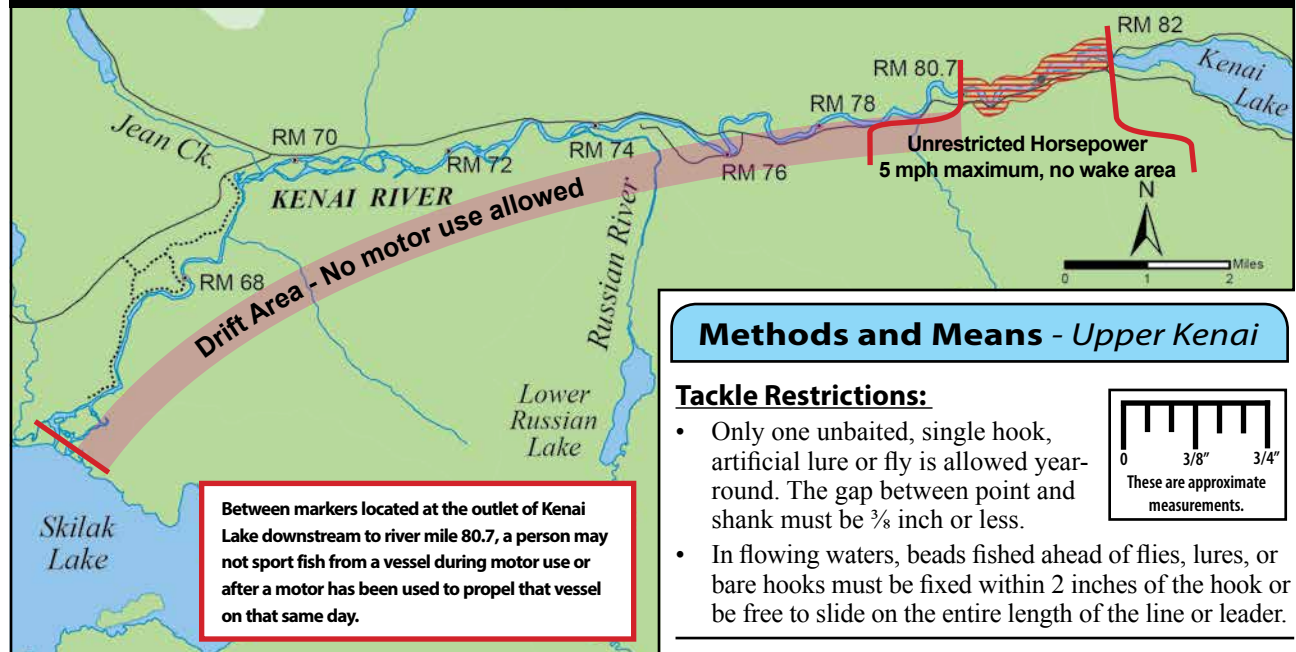 RM 82
Kenai
Lake
RM 80.7
RM 78
Jean Ck.
RM 70
RM 72
RM 74
RM 76
Unrestricted Horsepower
5 mph maximum, no wake area
KENAI RIVER
N
Miles
0 1 2
RM 68
Drift Area - No motor use allowed
Russian River
Lower
Russian
Lake
Skilak
Lake
Between markers located at the outlet of Kenai
Lake downstream to river mile 80.7, a person may
not sport fish from a vessel during motor use or
after a motor has been used to propel that vessel
on that same day.
Methods and Means - Upper Kenai
Tackle Restrictions:
• Only one unbaited, single hook,
artificial lure or fly is allowed year-
round. The gap between point and
shank must be ⅜ inch or less.
0 3/8" 3/4"
These are approximate
measurements.
• In flowing waters, beads fished ahead of flies, lures, or
bare hooks must be fixed within 2 inches of the hook or
be free to slide on the entire length of the line or leader.